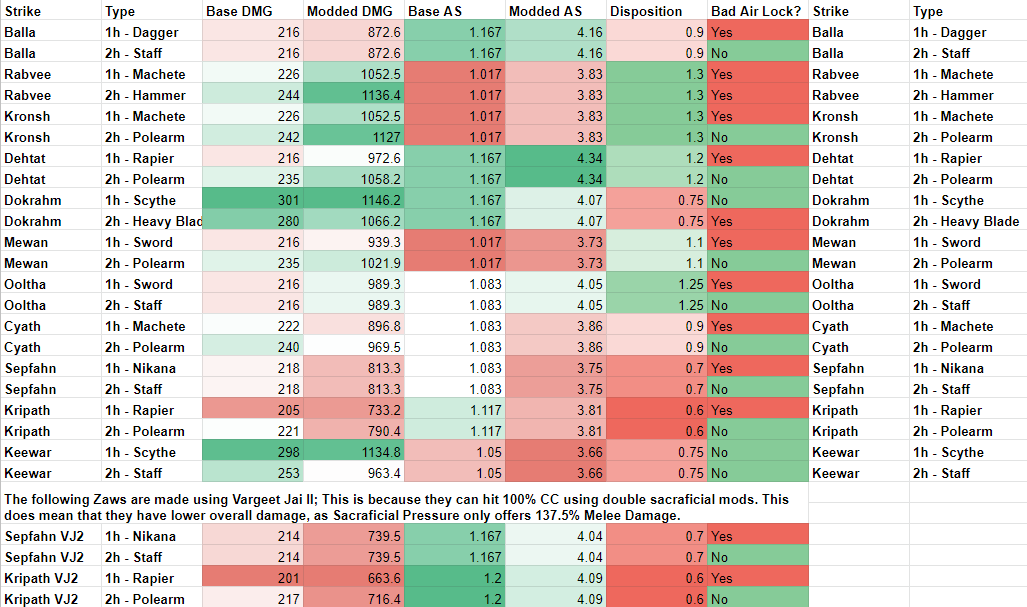 Strike Type Base DMG Modded DMG Base AS Modded AS Disposition Bad Air Lock? Strike Type
Balla 1h - Dagger 216 872.6 1.167 4.16 0.9 Yes Balla 1h - Dagger
Balla 2h - Staff 216 872.6 1.167 4.16 0.9 No Balla 2h - Staff
Rabvee 1h - Machete 226 1052.5 1.017 3.83 1.3 Yes Rabvee 1h - Machete
Rabvee 2h - Hammer 244 1136.4 1.017 3.83 1.3 Yes Rabvee 2h - Hammer
Kronsh 1h - Machete 226 1052.5 1.017 3.83 1.3 Yes Kronsh 1h - Machete
Kronsh 2h - Polearm 242 1127 1.017 3.83 1.3 No Kronsh 2h - Polearm
Dehtat 1h - Rapier 216 972.6 1.167 4.34 1.2 Yes Dehtat 1h - Rapier
Dehtat 2h - Polearm 235 1058.2 1.167 4.34 1.2 No Dehtat 2h - Polearm
Dokrahm 1h - Scythe 301 1146.2 1.167 4.07 0.75 No Dokrahm 1h - Scythe
Dokrahm 2h - Heavy Blad 280 1066.2 1.167 4.07 0.75 Yes Dokrahm 2h - Heavy Blade
Mewan 1h - Sword 216 939.3 1.017 3.73 1.1 Yes Mewan 1h - Sword
Mewan 2h - Polearm 235 1021.9 1.017 3.73 1.1 No Mewan 2h - Polearm
Ooltha 1h - Sword 216 989.3 1.083 4.05 1.25 Yes Ooltha 1h - Sword
Ooltha 2h - Staff 216 989.3 1.083 4.05 1.25 No Ooltha 2h - Staff
Cyath 1h - Machete 222 896.8 1.083 3.86 0.9 Yes Cyath 1h - Machete
Cyath 2h - Polearm 240 969.5 1.083 3.86 0.9 No Cyath 2h - Polearm
Sepfahn 1h - Nikana 218 813.3 1.083 3.75 0.7 Yes Sepfahn 1h - Nikana
Sepfahn 2h - Staff 218 813.3 1.083 3.75 0.7 No Sepfahn 2h - Staff
Kripath 1h - Rapier 205 733.2 1.117 3.81 0.6 Yes Kripath 1h - Rapier
Kripath 2h - Polearm 221 790.4 1.117 3.81 0.6 No Kripath 2h - Polearm
Keewar 1h - Scythe 298 1134.8 1.05 3.66 0.75 No Keewar 1h - Scythe
Keewar 2h - Staff 253 963.4 1.05 3.66 0.75 No Keewar 2h - Staff
The following Zaws are made using Vargeet Jai II; This is because they can hit 100% CC using double sacraficial mods. This
does mean that they have lower overall damage, as Sacraficial Pressure only offers 137.5% Melee Damage.
Sepfahn VJ2 1h - Nikana 214 739.5 1.167 4.04 0.7 Yes
Sepfahn VJ2 2h - Staff 214 739.5 1.167 4.04 0.7 No
Kripath VJ2 1h - Rapier 201 663.6 1.2 4.09 0.6 Yes
Kripath VJ2 2h - Polearm 217 716.4 1.2 4.09 0.6 No